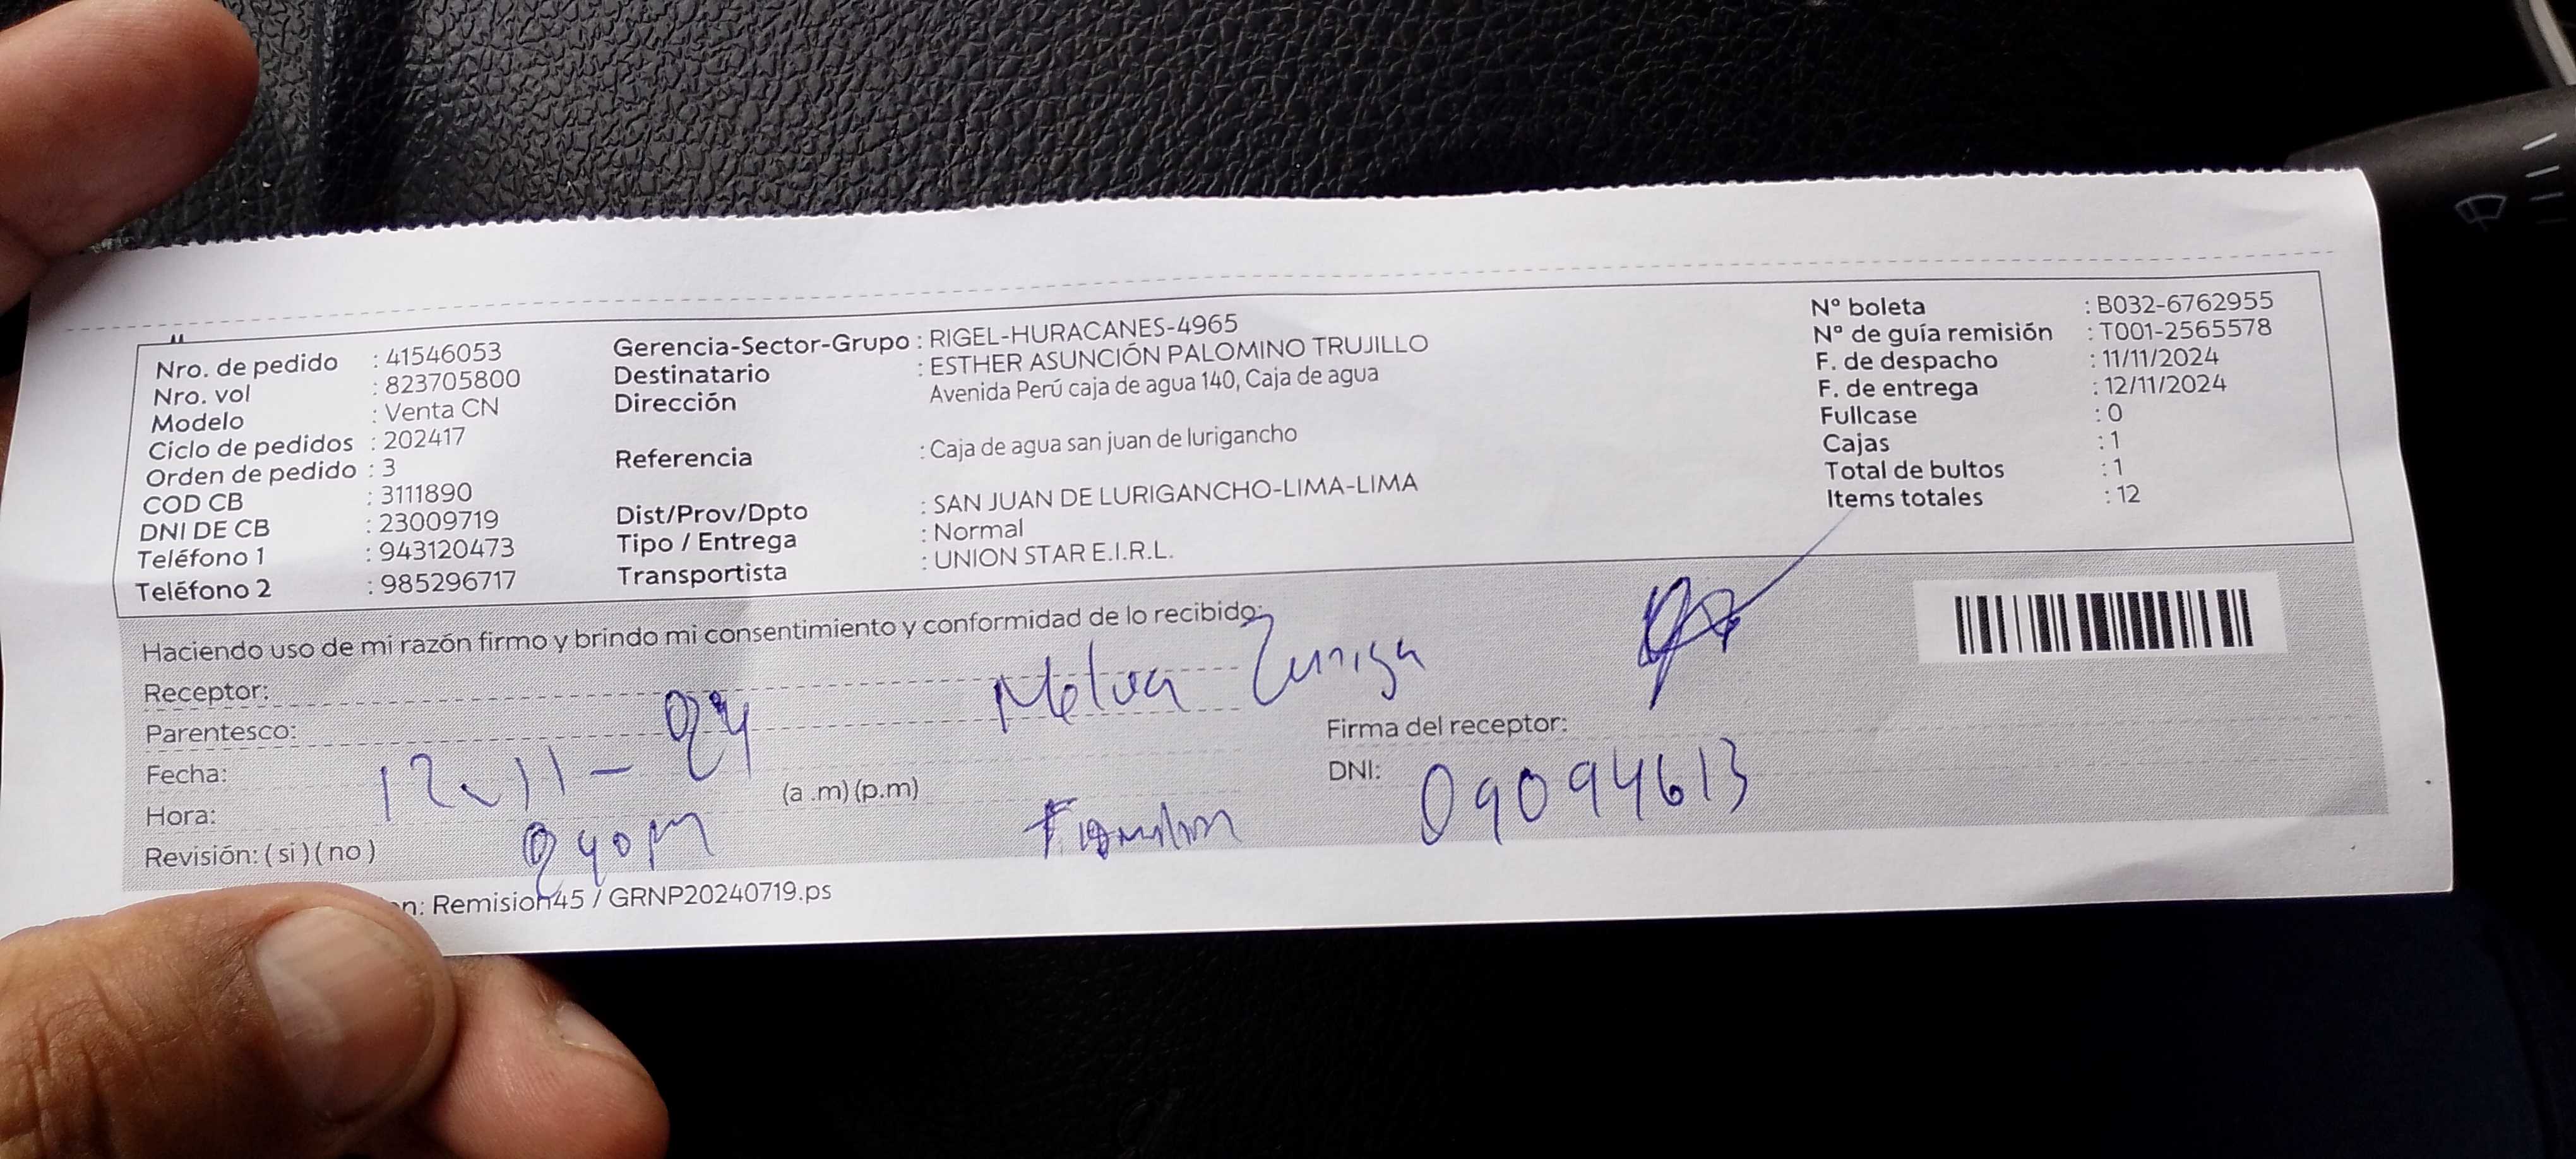 Nro. de pedido : 41546053
Nro. vol : 823705800
Modelo : Venta CN
Ciclo de pedidos : 202417
Orden de pedido : 3
COD CB : 3111890
DNI DE CB : 23009719
Teléfono 1 : 943120473
Teléfono 2 : 985296717
Gerencia-Sector-Grupo : RIGEL-HURACANES-4965
Destinatario : ESTHER ASUNCIÓN PALOMINO TRUJILLO
Dirección Avenida Perú caja de agua 140, Caja de agua
Referencia : Caja de agua san juan de lurigancho
Dist/Prov/Dpto : SAN JUAN DE LURIGANCHO-LIMA-LIMA
Tipo / Entrega : Normal
Transportista : UNION STAR E.I.R.L.
N° boleta : B032-6762955
N° de guía remisión : T001-2565578
F. de despacho : 11/11/2024
F. de entrega : 12/11/2024
Fullcase : 0
Cajas : 1
Total de bultos : 1
Items totales : 12
Haciendo uso de mi razón firmo y brindo mi consentimiento y conformidad de lo recibido:
Receptor: Zuniga
Parentesco:
Fecha: 12-11-24
Hora: (a .m) (p.m)
Revisión: ( si ) ( no )
Firma del receptor:
DNI: 09094613
Remision45 / GRNP20240719.ps